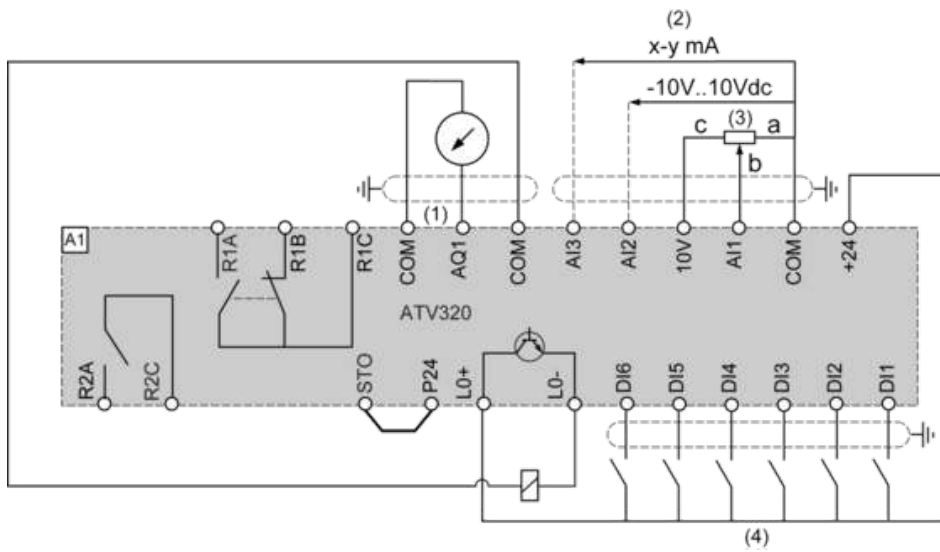 (2)
x-y mA
-10V..10Vdc
c (3) a
b
(1)
A1
R1A R1B R1C COM AQ1 COM AI3 AI2 10V AI1 COM +24
ATV320
R2A R2C STO P24 L0+ L0- DI6 DI5 DI4 DI3 DI2 DI1
(4)